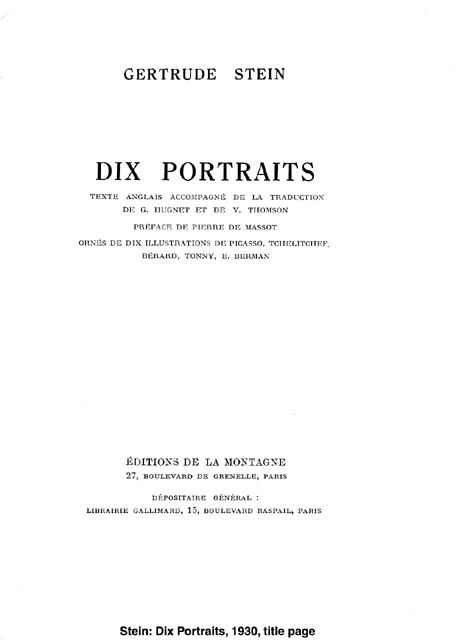 GERTRUDE STEIN
DIX PORTRAITS
TEXTE ANGLAIS ACCOMPAGNÉ DE LA TRADUCTION
DE G. HUGNET ET DE V. THOMSON
PRÉFACE DE PIERRE DE MASSOT
ORNÉS DE DIX ILLUSTRATIONS DE PICASSO, TCHELITCHEF,
BÉRARD, TONNY, E. BERMAN
ÉDITIONS DE LA MONTAGNE
27, BOULEVARD DE GRENELLE, PARIS
DÉPOSITAIRE GÉNÉRAL :
LIBRAIRIE GALLIMARD, 15, BOULEVARD RASPAIL, PARIS
Stein: Dix Portraits, 1930, title page